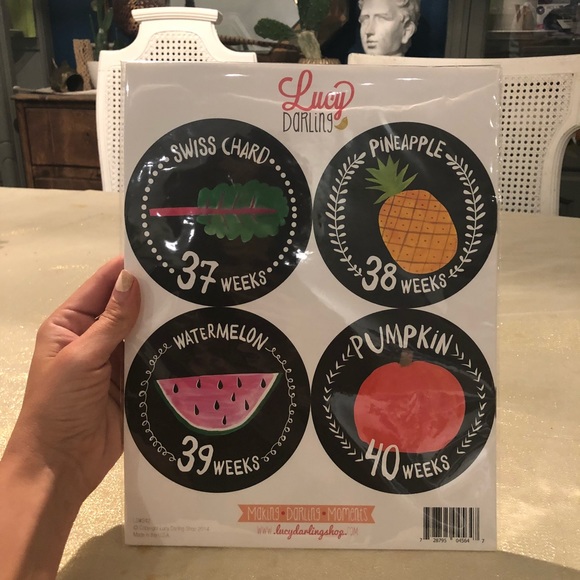 Lucy
DARLING
SWISS CHARD
37 WEEKS
PINEAPPLE
38 WEEKS
WATERMELON
39 WEEKS
PUMPKIN
40 WEEKS
MAKING • DARLING • MOMENTS
www.lucydarlingshop.com